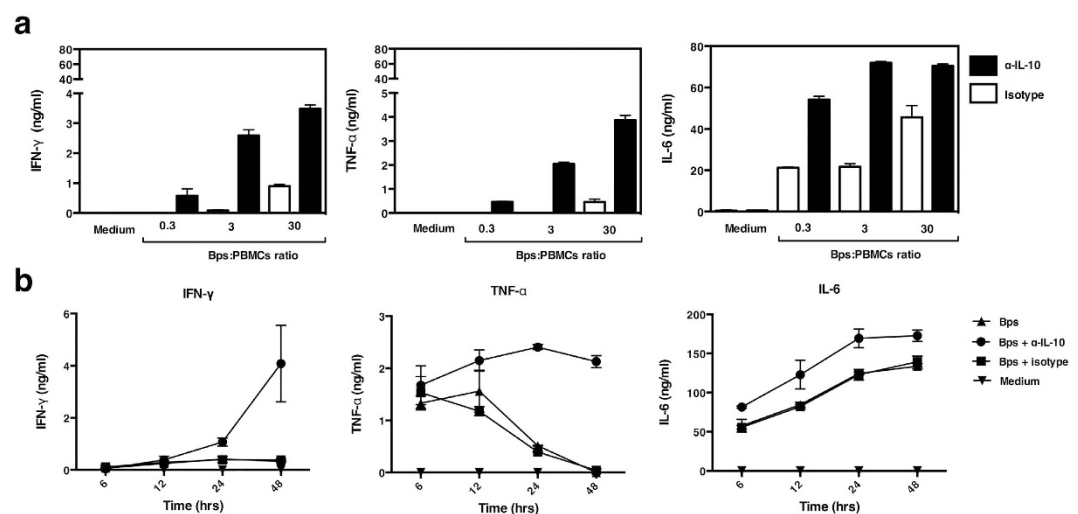 a
80
60
40
5
4
3
2
1
0
IFN-γ (ng/ml)
Medium 0.3 3 30
Bps:PBMCs ratio
80
60
40
5
4
3
2
1
0
TNF-α (ng/ml)
Medium 0.3 3 30
Bps:PBMCs ratio
80
60
40
20
0
IL-6 (ng/ml)
Medium 0.3 3 30
Bps:PBMCs ratio
α-IL-10
Isotype
b
IFN-γ
6
4
2
0
IFN-γ (ng/ml)
6 12 24 48
Time (hrs)
TNF-α
3
2
1
0
TNF-α (ng/ml)
6 12 24 48
Time (hrs)
IL-6
200
150
100
50
0
IL-6 (ng/ml)
6 12 24 48
Time (hrs)
Bps
Bps + α-IL-10
Bps + isotype
Medium